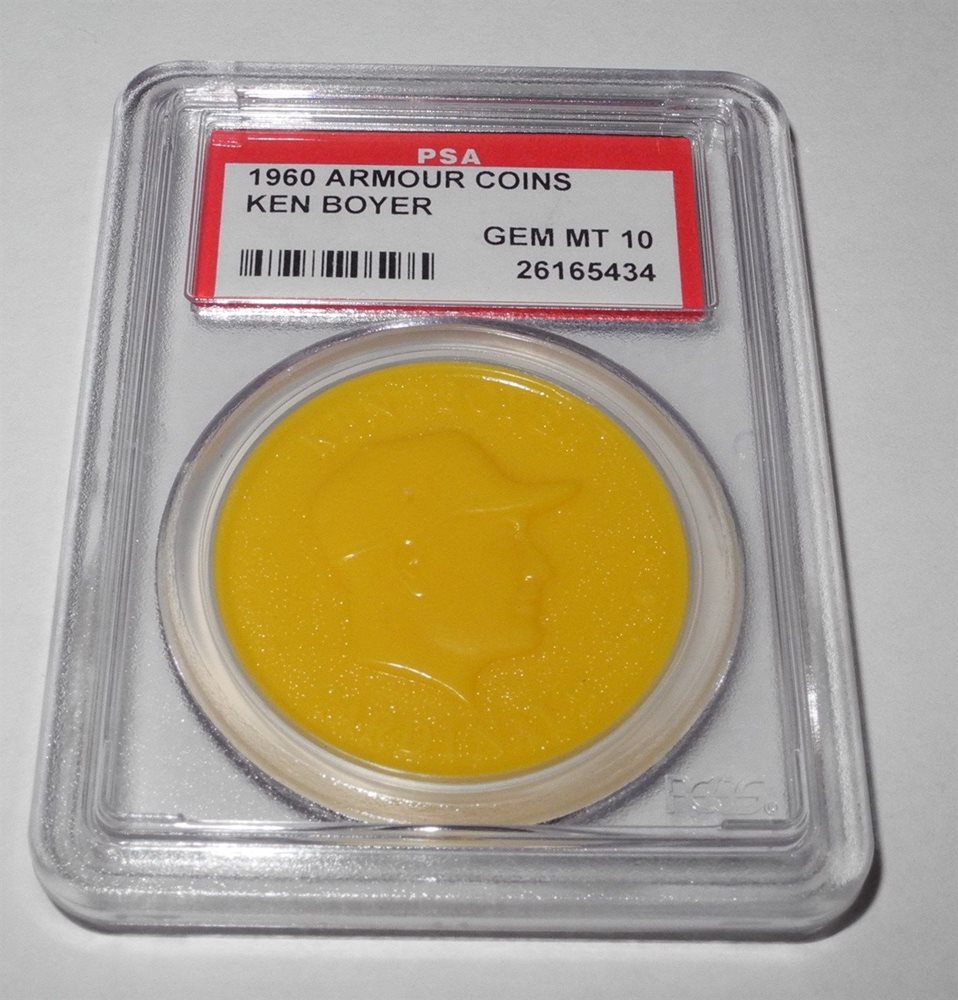 PSA
1960 ARMOUR COINS
KEN BOYER
GEM MT 10
26165434